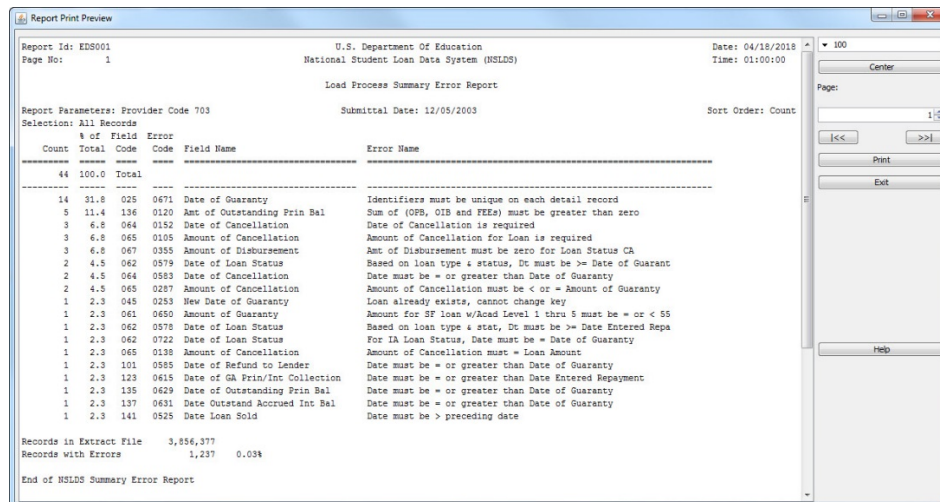 Report Print Preview
Report Id: EDS001 U.S. Department Of Education Date: 04/18/2018
Page No: 1 National Student Loan Data System (NSLDS) Time: 01:00:00
Load Process Summary Error Report
Report Parameters: Provider Code 703 Submittal Date: 12/05/2003 Sort Order: Count
Selection: All Records
% of Field Error
Count Total Code Code Field Name Error Name
========= ===== ==== ==== =============================== ===============================================================
44 100.0 Total
--------- ----- ---- ---- ------------------------------- ---------------------------------------------------------------
14 31.8 025 0671 Date of Guaranty Identifiers must be unique on each detail record
5 11.4 136 0120 Amt of Outstanding Prin Bal Sum of (OPB, OIB and FEEs) must be greater than zero
3 6.8 064 0152 Date of Cancellation Date of Cancellation is required
3 6.8 065 0105 Amount of Cancellation Amount of Cancellation for Loan is required
3 6.8 067 0355 Amount of Disbursement Amt of Disbursement must be zero for Loan Status CA
2 4.5 062 0579 Date of Loan Status Based on loan type & status, Dt must be >= Date of Guarant
2 4.5 064 0583 Date of Cancellation Date must be = or greater than Date of Guaranty
2 4.5 065 0287 Amount of Cancellation Amount of Cancellation must be < or = Amount of Guaranty
1 2.3 045 0253 New Date of Guaranty Loan already exists, cannot change key
1 2.3 061 0650 Amount of Guaranty Amount for SF loan w/Acad Level 1 thru 5 must be = or < 55
1 2.3 062 0578 Date of Loan Status Based on loan type & stat, Dt must be >= Date Entered Repa
1 2.3 062 0722 Date of Loan Status For IA Loan Status, Date must be = Date of Guaranty
1 2.3 065 0138 Amount of Cancellation Amount of Cancellation must = Loan Amount
1 2.3 101 0585 Date of Refund to Lender Date must be = or greater than Date of Guaranty
1 2.3 123 0615 Date of GA Prin/Int Collection Date must be = or greater than Date Entered Repayment
1 2.3 135 0629 Date of Outstanding Prin Bal Date must be = or greater than Date of Guaranty
1 2.3 137 0631 Date Outstand Accrued Int Bal Date must be = or greater than Date of Guaranty
1 2.3 141 0525 Date Loan Sold Date must be > preceding date
Records in Extract File 3,856,377
Records with Errors 1,237 0.03%
End of NSLDS Summary Error Report
100
Center
Page:
1
|<< >>|
Print
Exit
Help